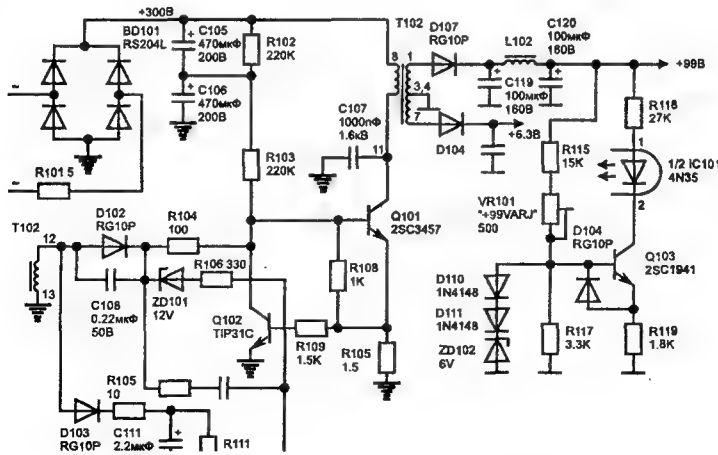 +300В
BD101
RS204L
C105
470мкФ
200В
R102
220K
C106
470мкФ
200В
R103
220K
R101 5
C107
1000пФ
1.6кВ
11
T102
8
1
3,4
7
D107
RG10P
L102
C120
100мкФ
160В
C119
100мкФ
160В
+99В
D104
+6.3В
R118
27K
R115
15K
1
1/2 IC101
4N35
2
VR101
"+99VARJ"
500
D104
RG10P
Q103
2SC1941
D110
1N4148
D111
1N4148
ZD102
6V
R117
3.3K
R119
1.8K
T102
12
13
D102
RG10P
R104
100
R106 330
C108
0.22мкФ
50В
ZD101
12V
Q101
2SC3457
R108
1K
Q102
TIP31C
R109
1.5K
R105
1.5
R105
10
D103
RG10P
C111
2.2мкФ
R111